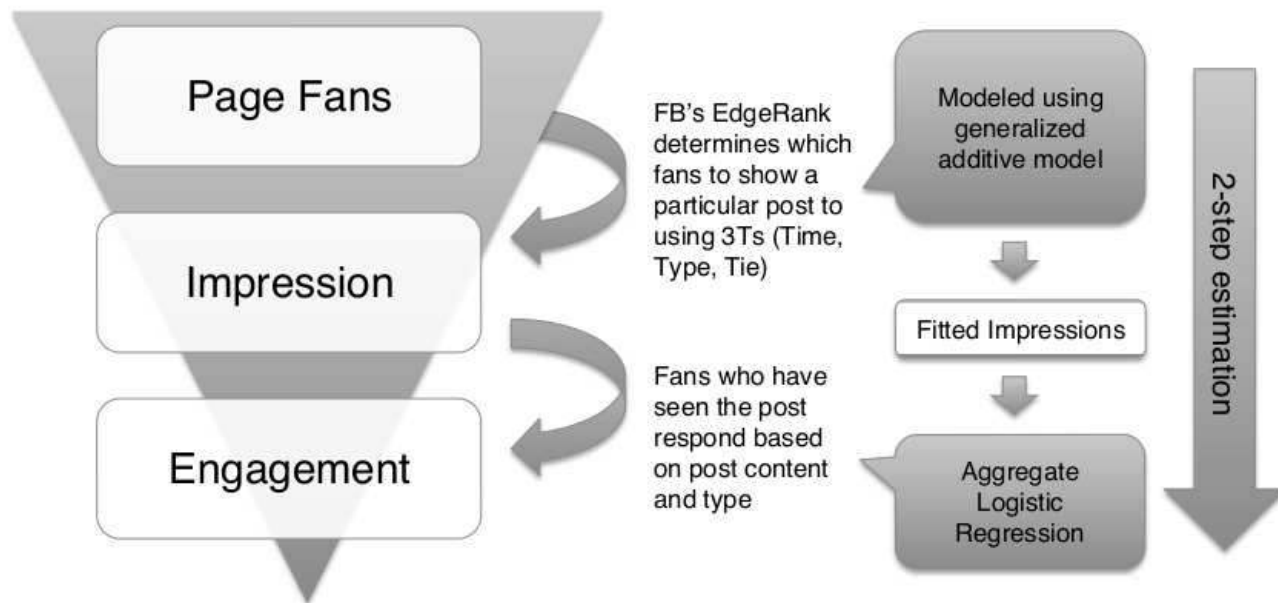 Page Fans
Impression
Engagement
FB's EdgeRank
determines which
fans to show a
particular post to
using 3Ts (Time,
Type, Tie)
Fans who have
seen the post
respond based
on post content
and type
Modeled using
generalized
additive model
Fitted Impressions
Aggregate
Logistic
Regression
2-step estimation